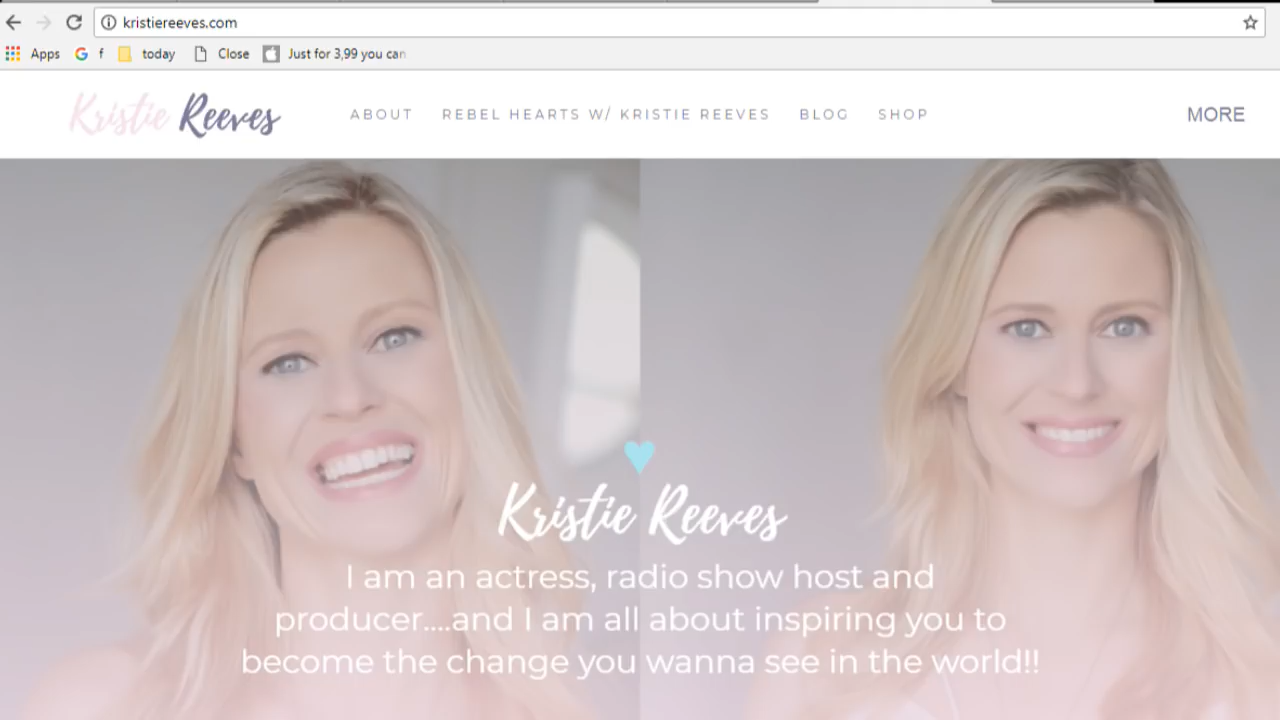 kristiereeves.com
Apps f today Close Just for 3,99 you can
Kristie Reeves ABOUT REBEL HEARTS W/ KRISTIE REEVES BLOG SHOP MORE
Kristie Reeves
I am an actress, radio show host and
producer....and I am all about inspiring you to
become the change you wanna see in the world!!